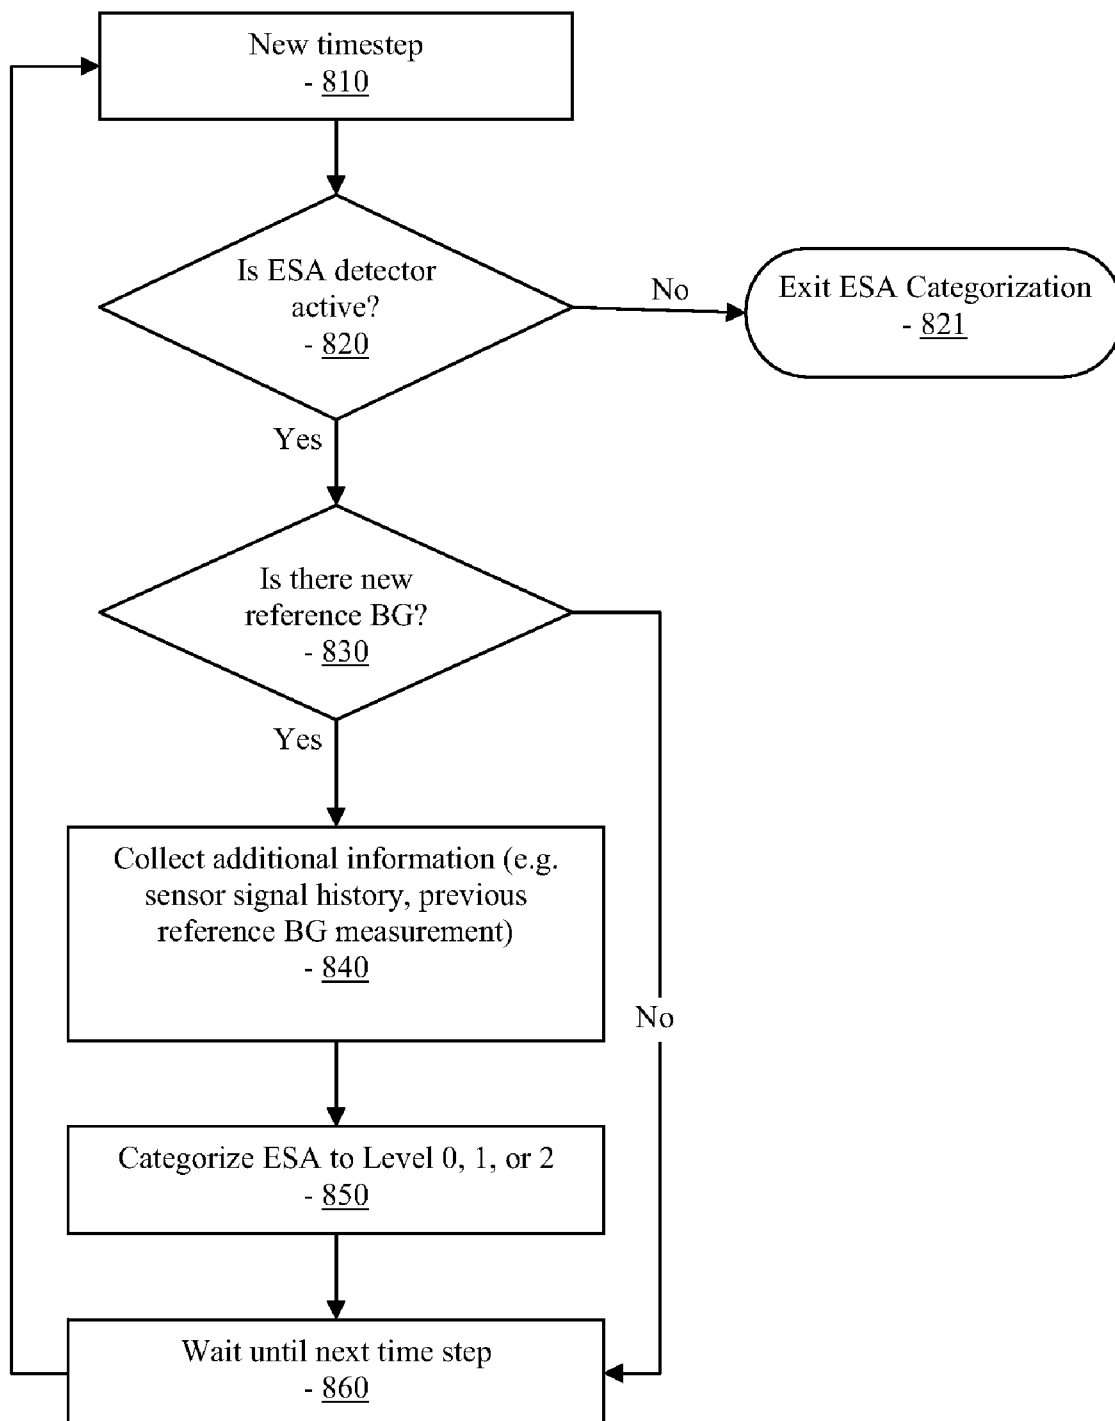 New timestep
- 810
Is ESA detector
active?
- 820
No
Exit ESA Categorization
- 821
Yes
Is there new
reference BG?
- 830
Yes
Collect additional information (e.g.
sensor signal history, previous
reference BG measurement)
- 840
No
Categorize ESA to Level 0, 1, or 2
- 850
Wait until next time step
- 860